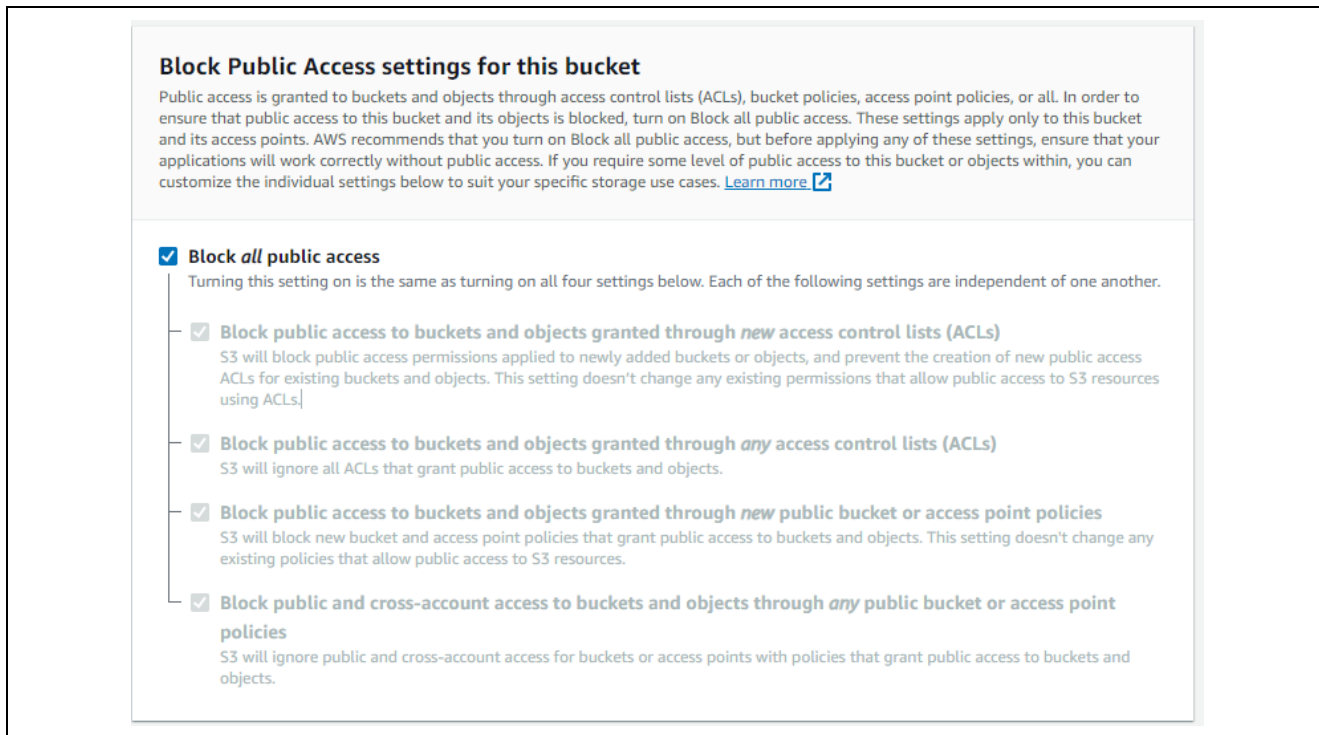 Block Public Access settings for this bucket
Public access is granted to buckets and objects through access control lists (ACLs), bucket policies, access point policies, or all. In order to
ensure that public access to this bucket and its objects is blocked, turn on Block all public access. These settings apply only to this bucket
and its access points. AWS recommends that you turn on Block all public access, but before applying any of these settings, ensure that your
applications will work correctly without public access. If you require some level of public access to this bucket or objects within, you can
customize the individual settings below to suit your specific storage use cases. Learn more
Block all public access
Turning this setting on is the same as turning on all four settings below. Each of the following settings are independent of one another.
Block public access to buckets and objects granted through new access control lists (ACLs)
S3 will block public access permissions applied to newly added buckets or objects, and prevent the creation of new public access
ACLs for existing buckets and objects. This setting doesn't change any existing permissions that allow public access to S3 resources
using ACLs.
Block public access to buckets and objects granted through any access control lists (ACLs)
S3 will ignore all ACLs that grant public access to buckets and objects.
Block public access to buckets and objects granted through new public bucket or access point policies
S3 will block new bucket and access point policies that grant public access to buckets and objects. This setting doesn't change any
existing policies that allow public access to S3 resources.
Block public and cross-account access to buckets and objects through any public bucket or access point
policies
S3 will ignore public and cross-account access for buckets or access points with policies that grant public access to buckets and
objects.